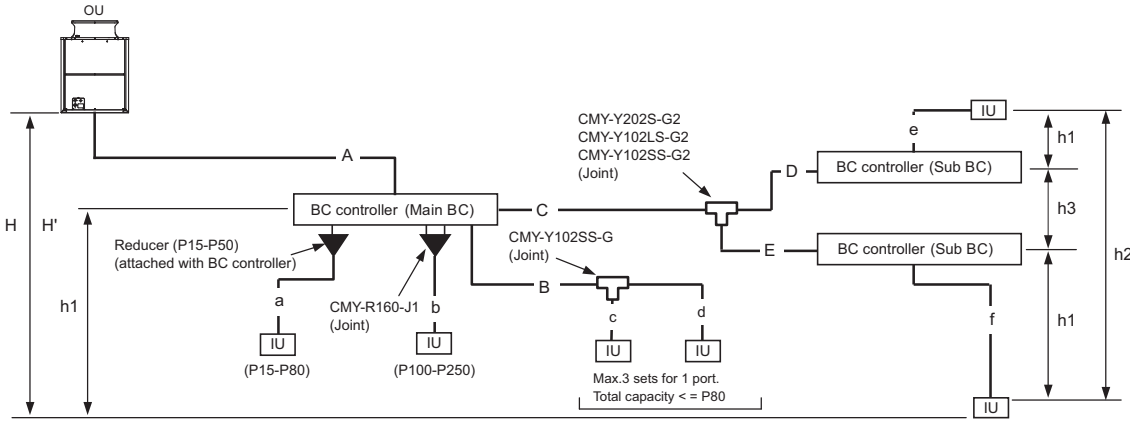 OU
CMY-Y202S-G2
CMY-Y102LS-G2
CMY-Y102SS-G2
(Joint)
IU
e
h1
A
D
BC controller (Sub BC)
H
H'
BC controller (Main BC)
C
h3
Reducer (P15-P50)
(attached with BC controller)
CMY-Y102SS-G
(Joint)
E
BC controller (Sub BC)
h2
h1
a
CMY-R160-J1
(Joint)
b
B
c
d
f
h1
IU
IU
IU
IU
(P15-P80)
(P100-P250)
Max.3 sets for 1 port.
Total capacity < = P80
IU